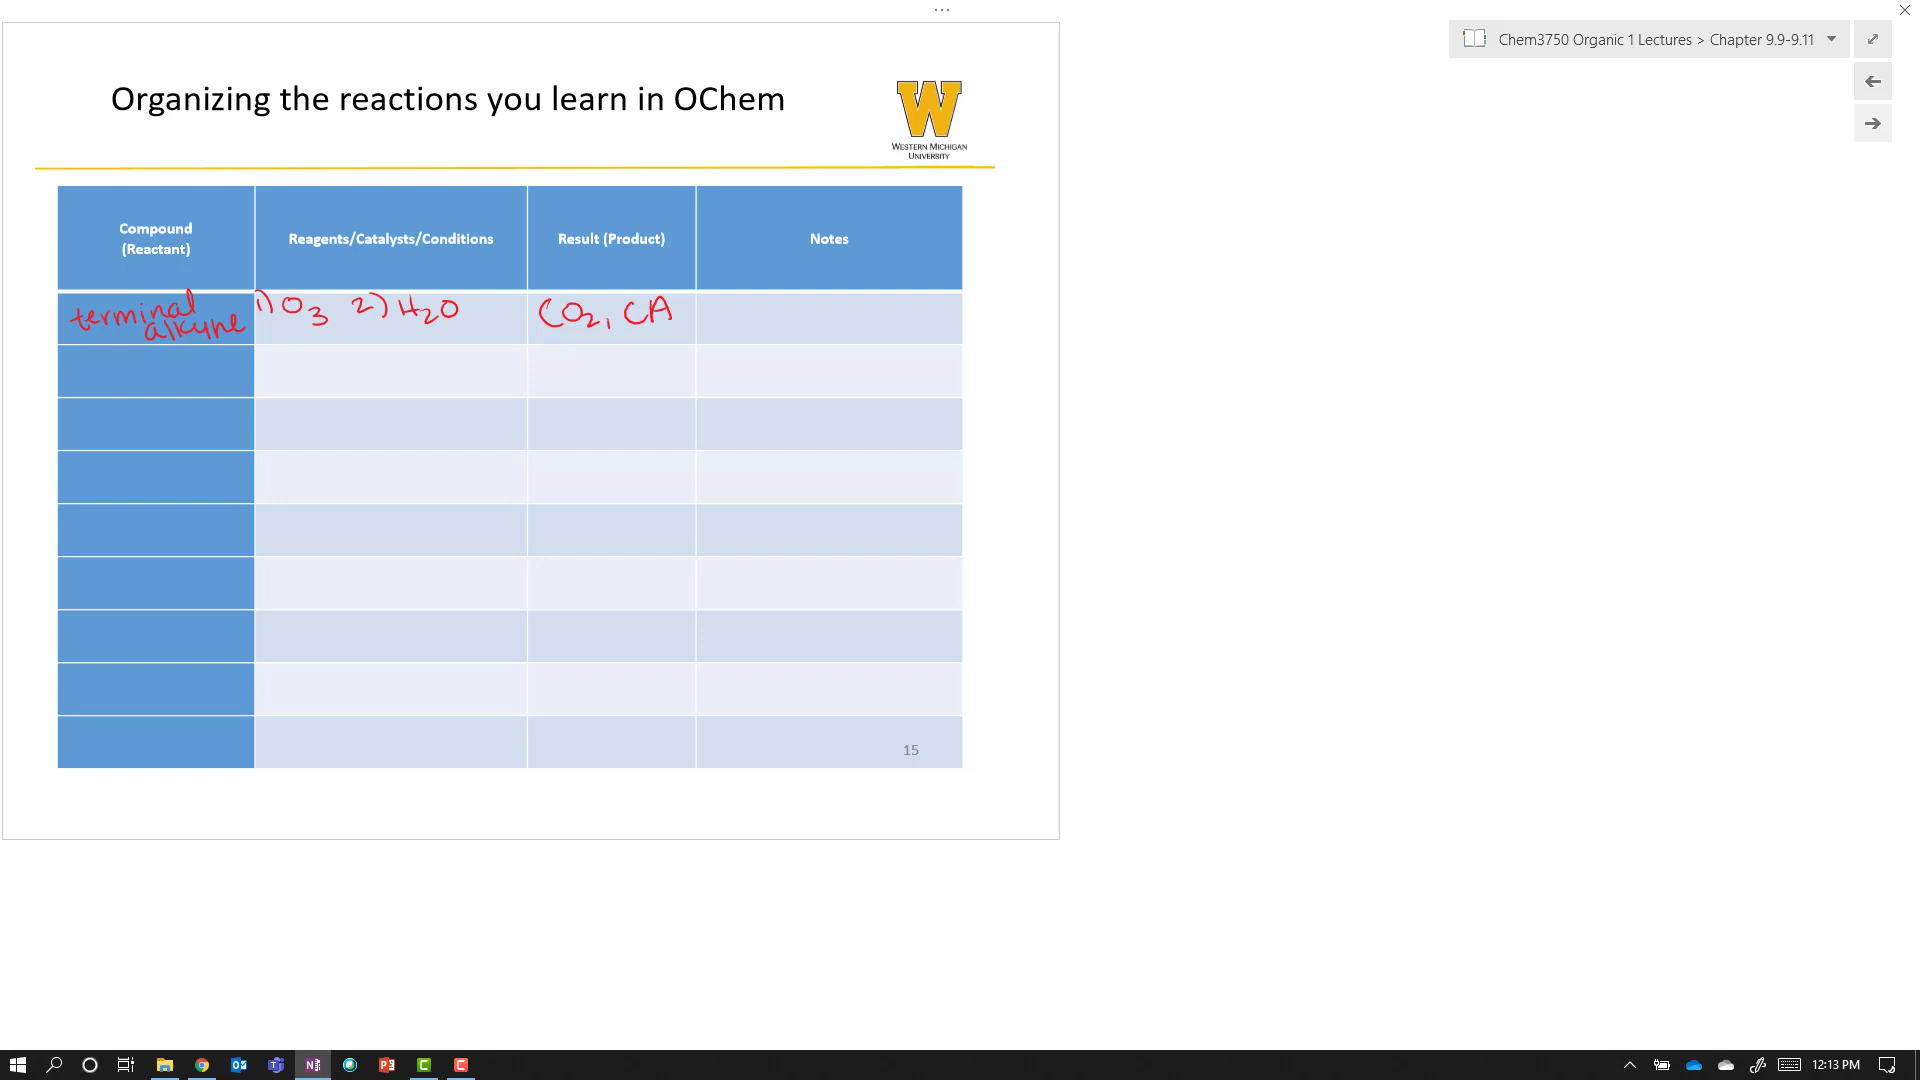 ...
Chem3750 Organic 1 Lectures > Chapter 9.9-9.11
Organizing the reactions you learn in OChem
W
WESTERN MICHIGAN
UNIVERSITY
Compound
(Reactant)
Reagents/Catalysts/Conditions
Result (Product)
Notes
terminal
alkyne
1) O3 2) H2O
CO2, CA
15
12:13 PM